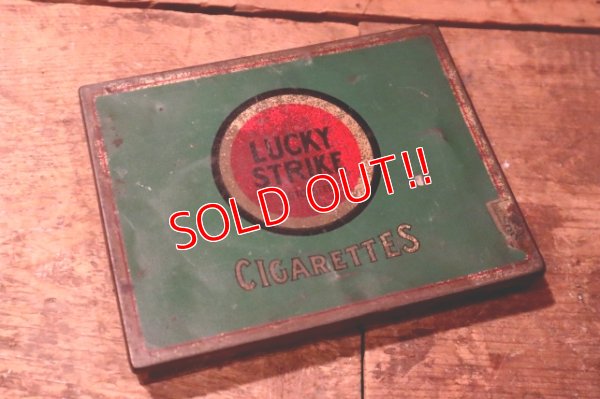 LUCKY
STRIKE
SOLD OUT!!
CIGARETTES